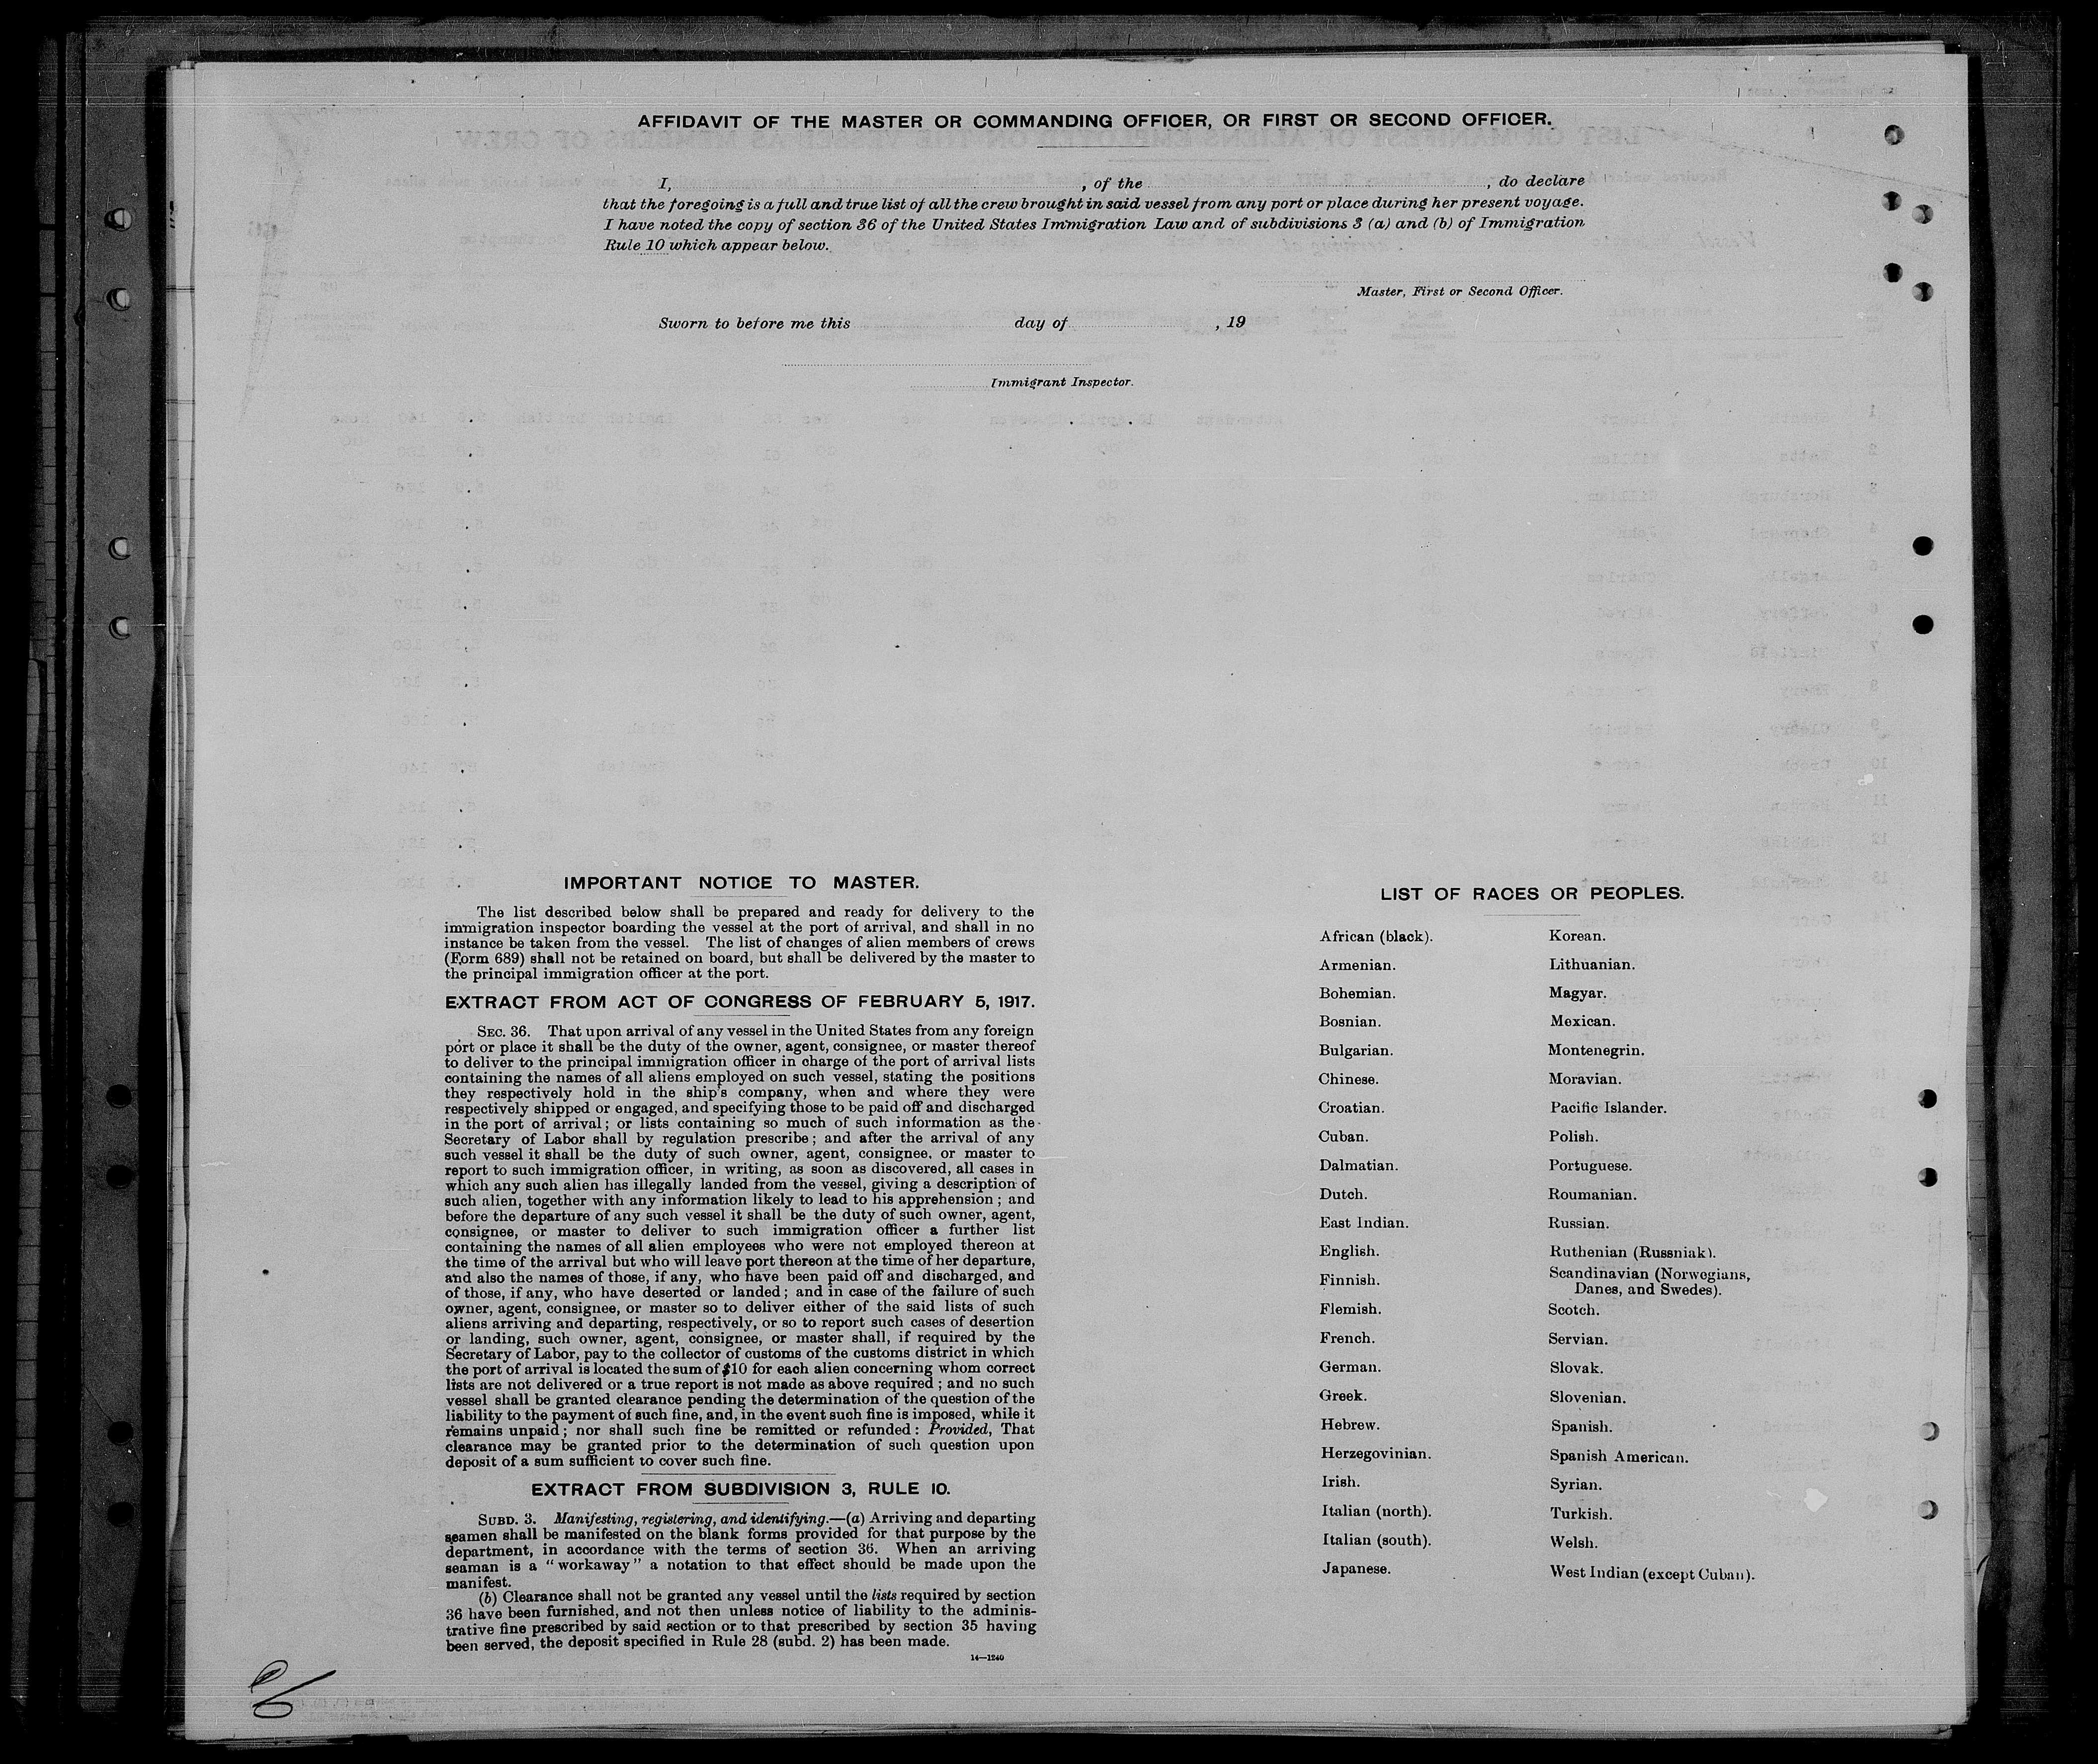 AFFIDAVIT OF THE MASTER OR COMMANDING OFFICER, OR FIRST OR SECOND OFFICER.
I, , of the , do declare
that the foregoing is a full and true list of all the crew brought in said vessel from any port or place during her present voyage.
I have noted the copy of section 36 of the United States Immigration Law and of subdivisions 3 (a) and (b) of Immigration
Rule 10 which appear below.
Master, First or Second Officer.
Sworn to before me this day of , 19
Immigrant Inspector.
IMPORTANT NOTICE TO MASTER.
The list described below shall be prepared and ready for delivery to the
immigration inspector boarding the vessel at the port of arrival, and shall in no
instance be taken from the vessel. The list of changes of alien members of crews
(Form 689) shall not be retained on board, but shall be delivered by the master to
the principal immigration officer at the port.
EXTRACT FROM ACT OF CONGRESS OF FEBRUARY 5, 1917.
SEC. 36. That upon arrival of any vessel in the United States from any foreign
port or place it shall be the duty of the owner, agent, consignee, or master thereof
to deliver to the principal immigration officer in charge of the port of arrival lists
containing the names of all aliens employed on such vessel, stating the positions
they respectively hold in the ship's company, when and where they were
respectively shipped or engaged, and specifying those to be paid off and discharged
in the port of arrival; or lists containing so much of such information as the
Secretary of Labor shall by regulation prescribe; and after the arrival of any
such vessel it shall be the duty of such owner, agent, consignee, or master to
report to such immigration officer, in writing, as soon as discovered, all cases in
which any such alien has illegally landed from the vessel, giving a description of
such alien, together with any information likely to lead to his apprehension; and
before the departure of any such vessel it shall be the duty of such owner, agent,
consignee, or master to deliver to such immigration officer a further list
containing the names of all alien employees who were not employed thereon at
the time of the arrival but who will leave port thereon at the time of her departure,
and also the names of those, if any, who have been paid off and discharged, and
of those, if any, who have deserted or landed; and in case of the failure of such
owner, agent, consignee, or master so to deliver either of the said lists of such
aliens arriving and departing, respectively, or so to report such cases of desertion
or landing, such owner, agent, consignee, or master shall, if required by the
Secretary of Labor, pay to the collector of customs of the customs district in which
the port of arrival is located the sum of $10 for each alien concerning whom correct
lists are not delivered or a true report is not made as above required; and no such
vessel shall be granted clearance pending the determination of the question of the
liability to the payment of such fine, and, in the event such fine is imposed, while it
remains unpaid; nor shall such fine be remitted or refunded: Provided, That
clearance may be granted prior to the determination of such question upon
deposit of a sum sufficient to cover such fine.
EXTRACT FROM SUBDIVISION 3, RULE 10.
SUBD. 3. Manifesting, registering, and identifying.—(a) Arriving and departing
seamen shall be manifested on the blank forms provided for that purpose by the
department, in accordance with the terms of section 36. When an arriving
seaman is a "workaway" a notation to that effect should be made upon the
manifest.
(b) Clearance shall not be granted any vessel until the lists required by section
36 have been furnished, and not then unless notice of liability to the adminis-
trative fine prescribed by said section or to that prescribed by section 35 having
been served, the deposit specified in Rule 28 (subd. 2) has been made.
14—1240
LIST OF RACES OR PEOPLES.
African (black).
Armenian.
Bohemian.
Bosnian.
Bulgarian.
Chinese.
Croatian.
Cuban.
Dalmatian.
Dutch.
East Indian.
English.
Finnish.
Flemish.
French.
German.
Greek.
Hebrew.
Herzegovinian.
Irish.
Italian (north).
Italian (south).
Japanese.
Korean.
Lithuanian.
Magyar.
Mexican.
Montenegrin.
Moravian.
Pacific Islander.
Polish.
Portuguese.
Roumanian.
Russian.
Ruthenian (Russniak).
Scandinavian (Norwegians,
Danes, and Swedes).
Scotch.
Servian.
Slovak.
Slovenian.
Spanish.
Spanish American.
Syrian.
Turkish.
Welsh.
West Indian (except Cuban).